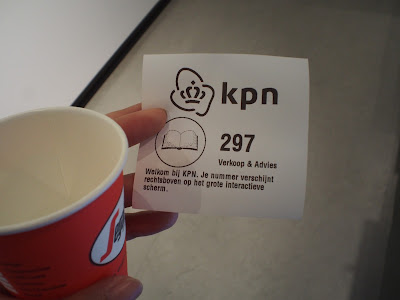 kpn
297
Verkoop & Advies
Welkom bij KPN. Je nummer verschijnt
rechtsboven op het grote interactieve
scherm.